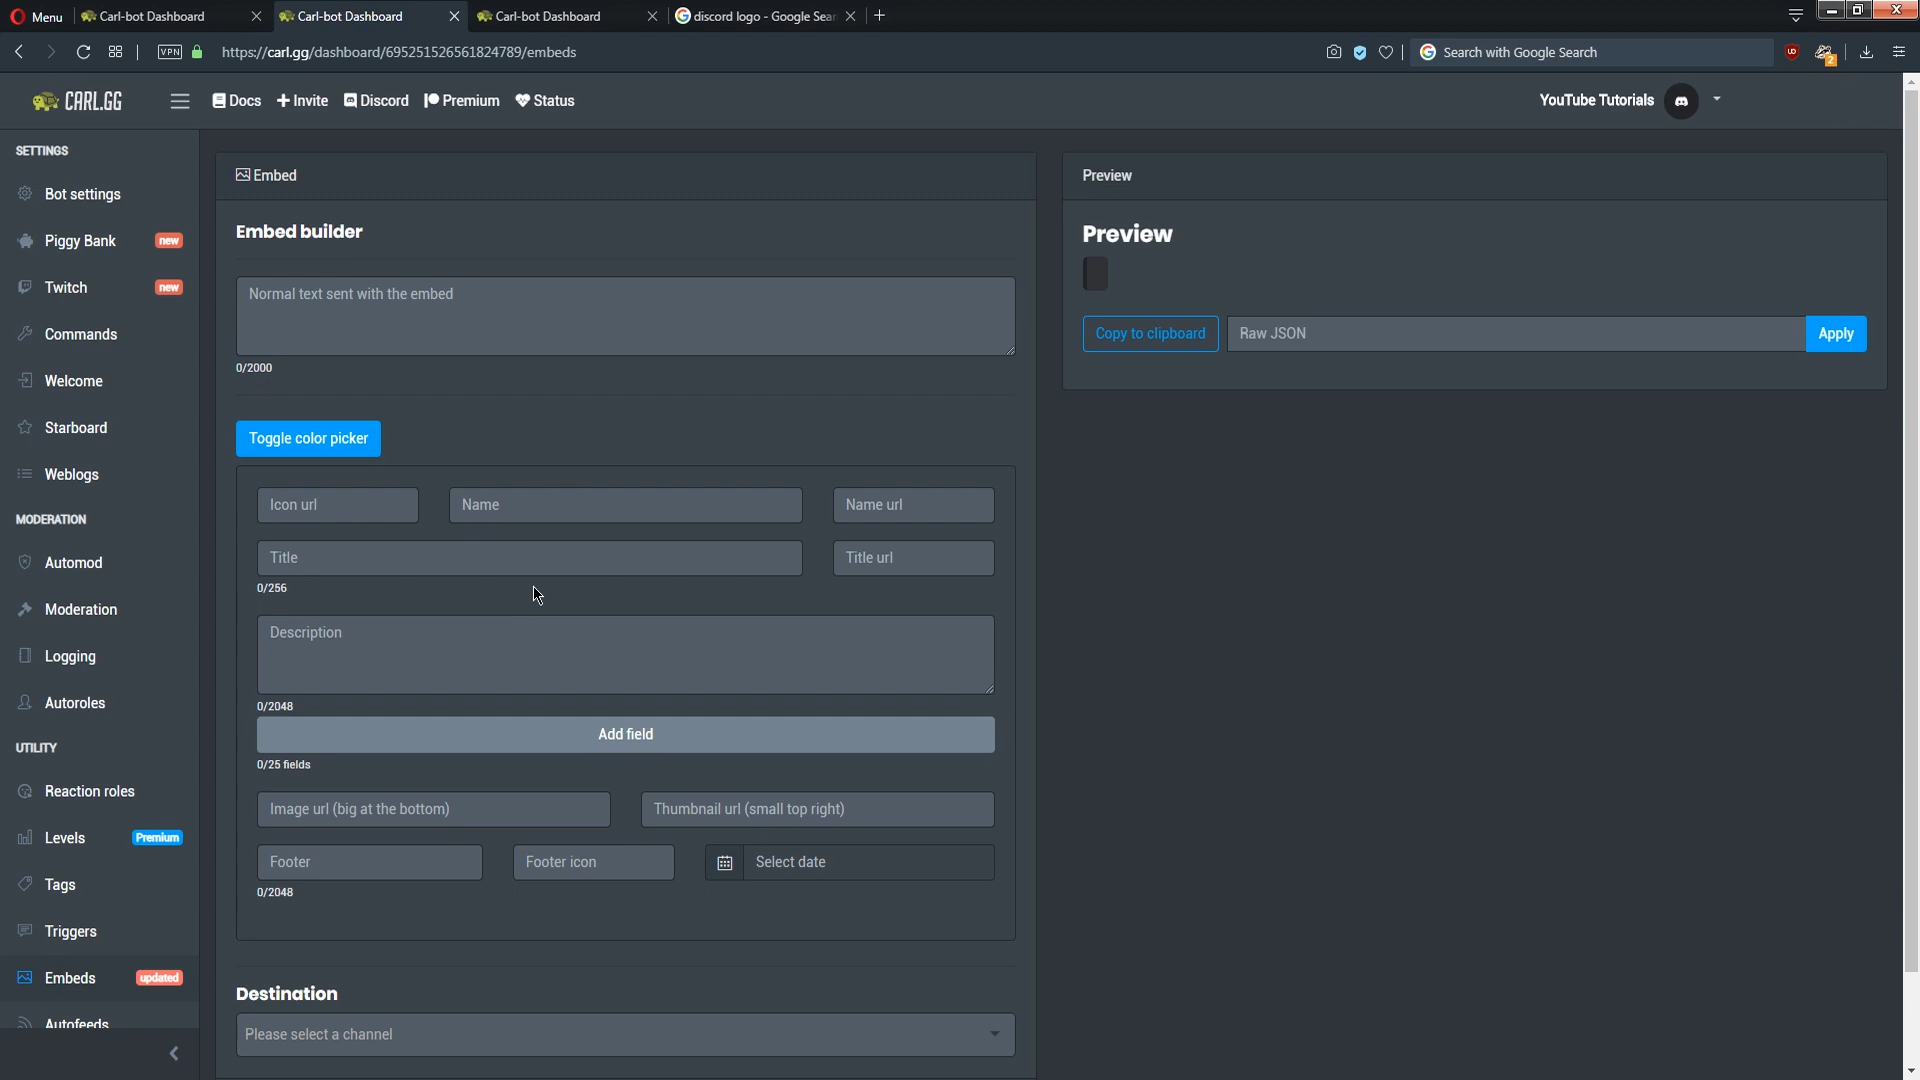 Menu
Carl-bot Dashboard
Carl-bot Dashboard
Carl-bot Dashboard
discord logo - Google Sear
VPN
https://carl.gg/dashboard/695251526561824789/embeds
Search with Google Search
2
CARL.GG
Docs
Invite
Discord
Premium
Status
YouTube Tutorials
SETTINGS
Bot settings
Piggy Bank new
Twitch new
Commands
Welcome
Starboard
Weblogs
MODERATION
Automod
Moderation
Logging
Autoroles
UTILITY
Reaction roles
Levels Premium
Tags
Triggers
Embeds updated
Autofeeds
Embed
Embed builder
Normal text sent with the embed
0/2000
Toggle color picker
Icon url
Name
Name url
Title
Title url
0/256
Description
0/2048
Add field
0/25 fields
Image url (big at the bottom)
Thumbnail url (small top right)
Footer
Footer icon
Select date
0/2048
Destination
Please select a channel
Preview
Preview
Copy to clipboard
Raw JSON
Apply